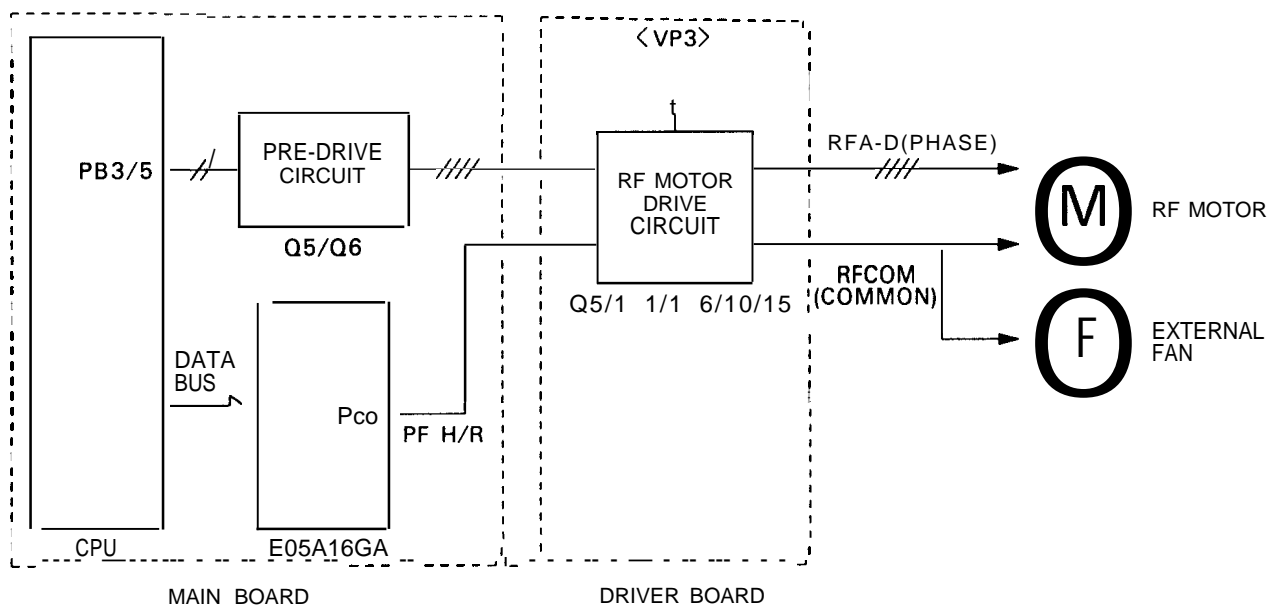 <VP3>
t
PB3/5
PRE-DRIVE
CIRCUIT
Q5/Q6
RF MOTOR
DRIVE
CIRCUIT
Q5/1 1/1 6/10/15
RFA-D(PHASE)
RFCOM
(COMMON)
M
RF MOTOR
F
EXTERNAL
FAN
DATA
BUS
Pco
PF H/R
CPU
E05A16GA
MAIN BOARD
DRIVER BOARD